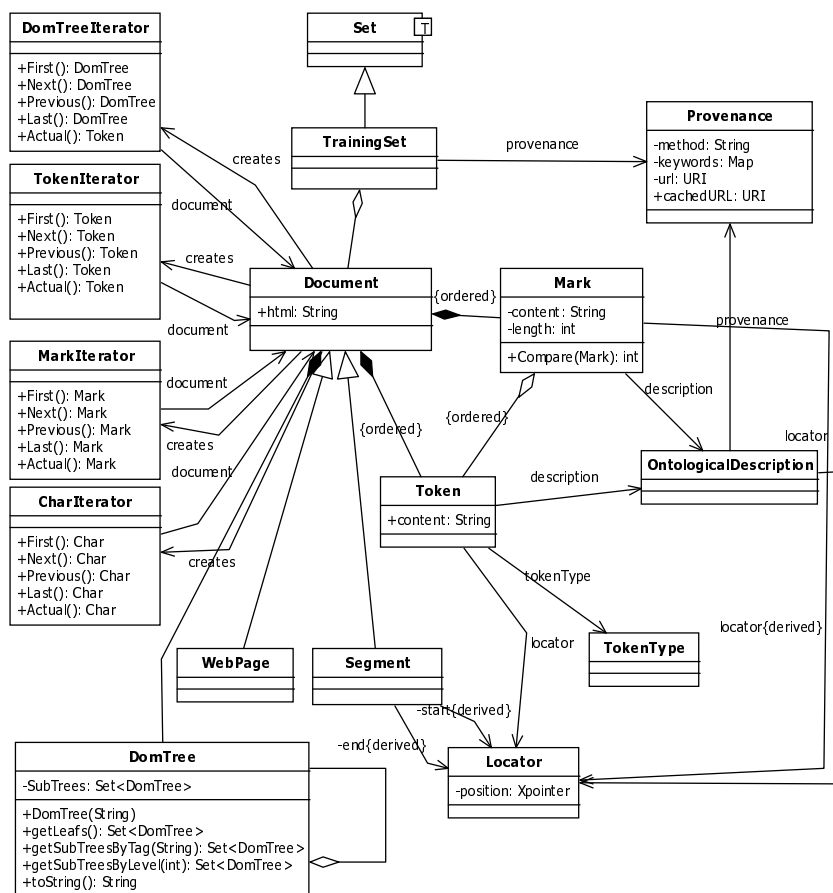 DomTreeIterator
+First(): DomTree
+Next(): DomTree
+Previous(): DomTree
+Last(): DomTree
+Actual(): Token
Set
T
TrainingSet
provenance
Provenance
-method: String
-keywords: Map
-url: URI
+cachedURL: URI
creates
TokenIterator
+First(): Token
+Next(): Token
+Previous(): Token
+Last(): Token
+Actual(): Token
document
creates
document
Document
+html: String
{ordered}
Mark
-content: String
-length: int
+Compare(Mark): int
provenance
MarkIterator
+First(): Mark
+Next(): Mark
+Previous(): Mark
+Last(): Mark
+Actual(): Mark
document
creates
document
{ordered}
{ordered}
description
locator
OntologicalDescription
CharIterator
+First(): Char
+Next(): Char
+Previous(): Char
+Last(): Char
+Actual(): Char
creates
Token
+content: String
description
tokenType
locator
TokenType
locator{derived}
WebPage
Segment
-start{derived}
-end{derived}
Locator
-position: Xpointer
DomTree
-SubTrees: Set<DomTree>
+DomTree(String)
+getLeafs(): Set<DomTree>
+getSubTreesByTag(String): Set<DomTree>
+getSubTreesByLevel(int): Set<DomTree>
+toString(): String